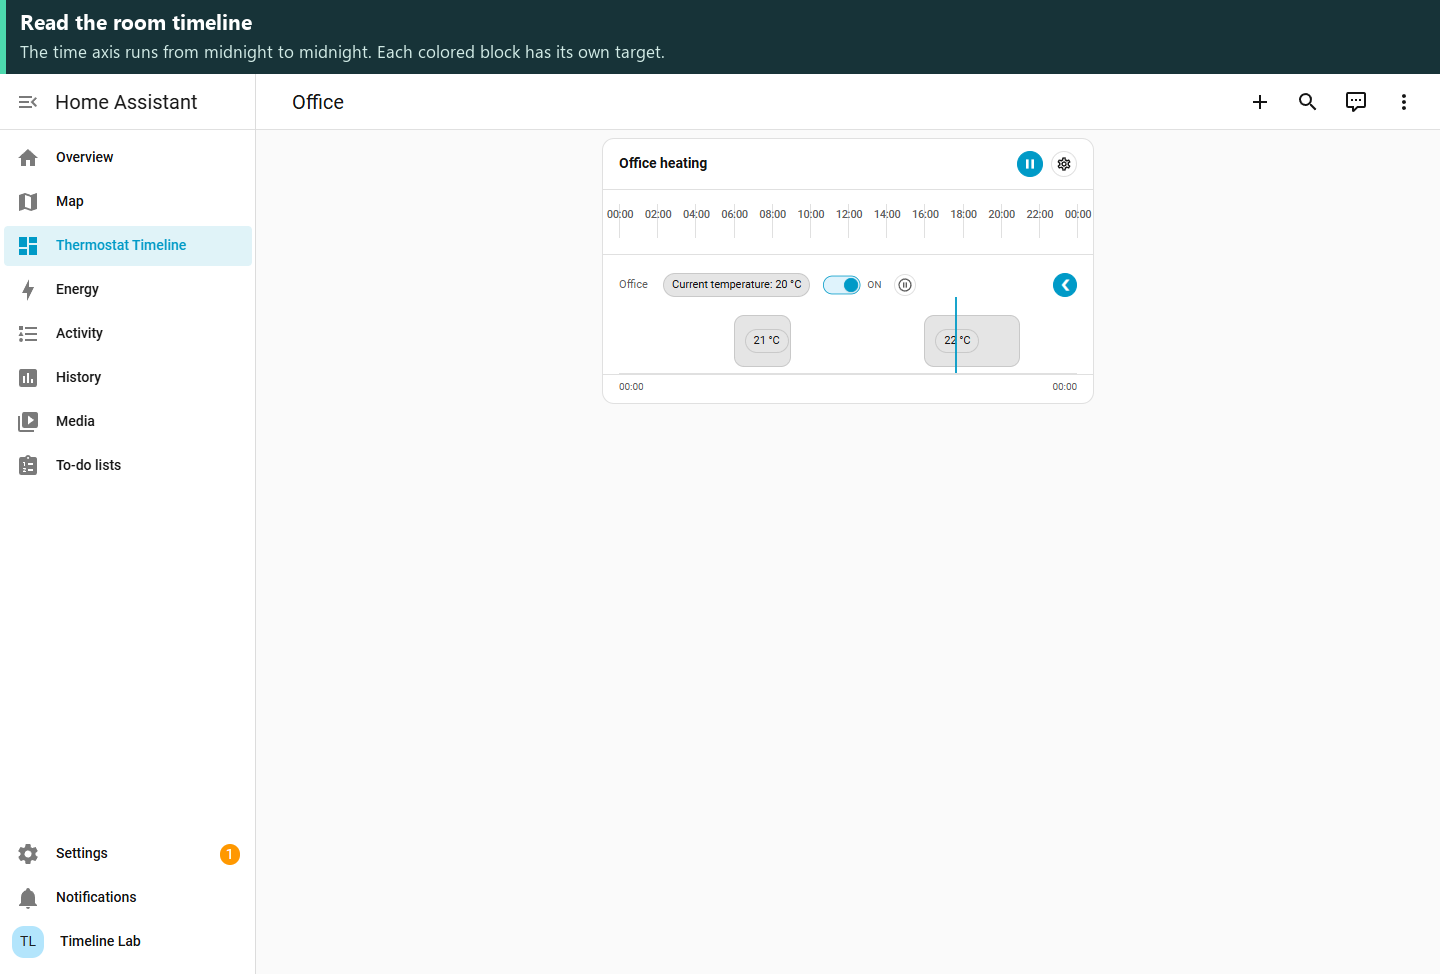 Read the room timeline
The time axis runs from midnight to midnight. Each colored block has its own target.
Home Assistant
Office
Overview
Map
Thermostat Timeline
Energy
Activity
History
Media
To-do lists
Settings
1
Notifications
TL
Timeline Lab
Office heating
00:00 02:00 04:00 06:00 08:00 10:00 12:00 14:00 16:00 18:00 20:00 22:00 00:00
Office
Current temperature: 20 °C
ON
21 °C
22 °C
00:00
00:00